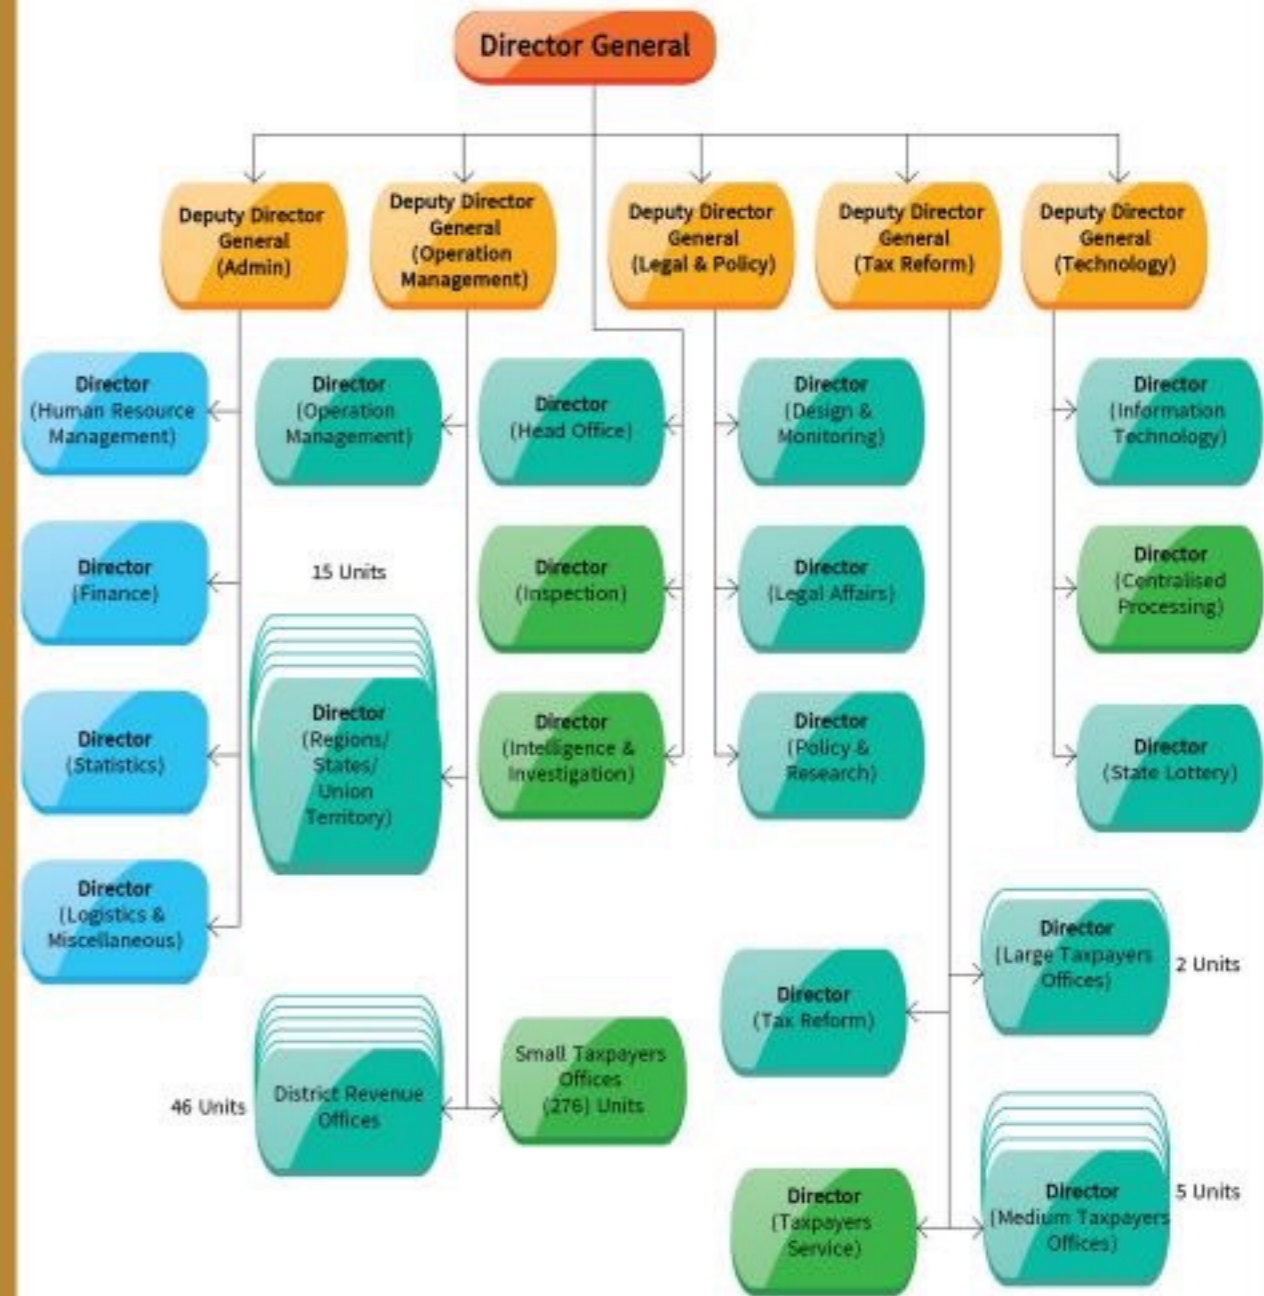 Director General
Deputy Director
General
(Admin)
Deputy Director
General
(Operation
Management)
Deputy Director
General
(Legal & Policy)
Deputy Director
General
(Tax Reform)
Deputy Director
General
(Technology)
Director
(Human Resource
Management)
Director
(Operation
Management)
Director
(Head Office)
Director
(Design &
Monitoring)
Director
(Information
Technology)
Director
(Finance)
15 Units
Director
(Inspection)
Director
(Legal Affairs)
Director
(Centralised
Processing)
Director
(Statistics)
Director
(Regions/
States/
Union
Territory)
Director
(Intelligence &
Investigation)
Director
(Policy &
Research)
Director
(State Lottery)
Director
(Logistics &
Miscellaneous)
Director
(Large Taxpayers
Offices)
2 Units
Director
(Tax Reform)
46 Units
District Revenue
Offices
Small Taxpayers
Offices
(276) Units
Director
(Taxpayers
Service)
Director
(Medium Taxpayers
Offices)
5 Units